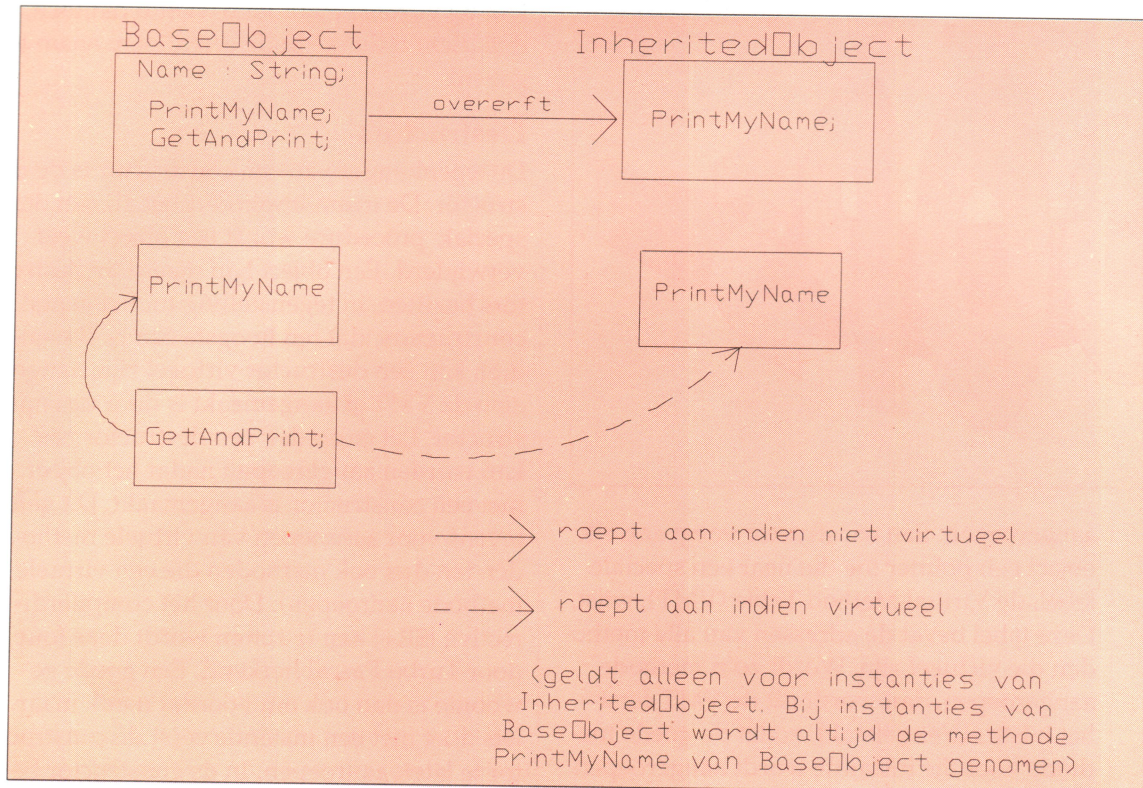 BaseObject
InheritedObject
Name : String;
PrintMyName;
GetAndPrint;
overerft
PrintMyName;
PrintMyName
PrintMyName
GetAndPrint;
roept aan indien niet virtueel
roept aan indien virtueel
(geldt alleen voor instanties van
InheritedObject. Bij instanties van
BaseObject wordt altijd de methode
PrintMyName van BaseObject genomen)